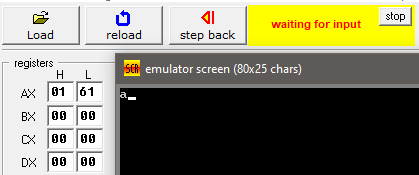 Load
reload
step back
waiting for input
stop
registers
H L
AX 01 61
BX 00 00
CX 00 00
DX 00 00
SCR emulator screen (80x25 chars)
a